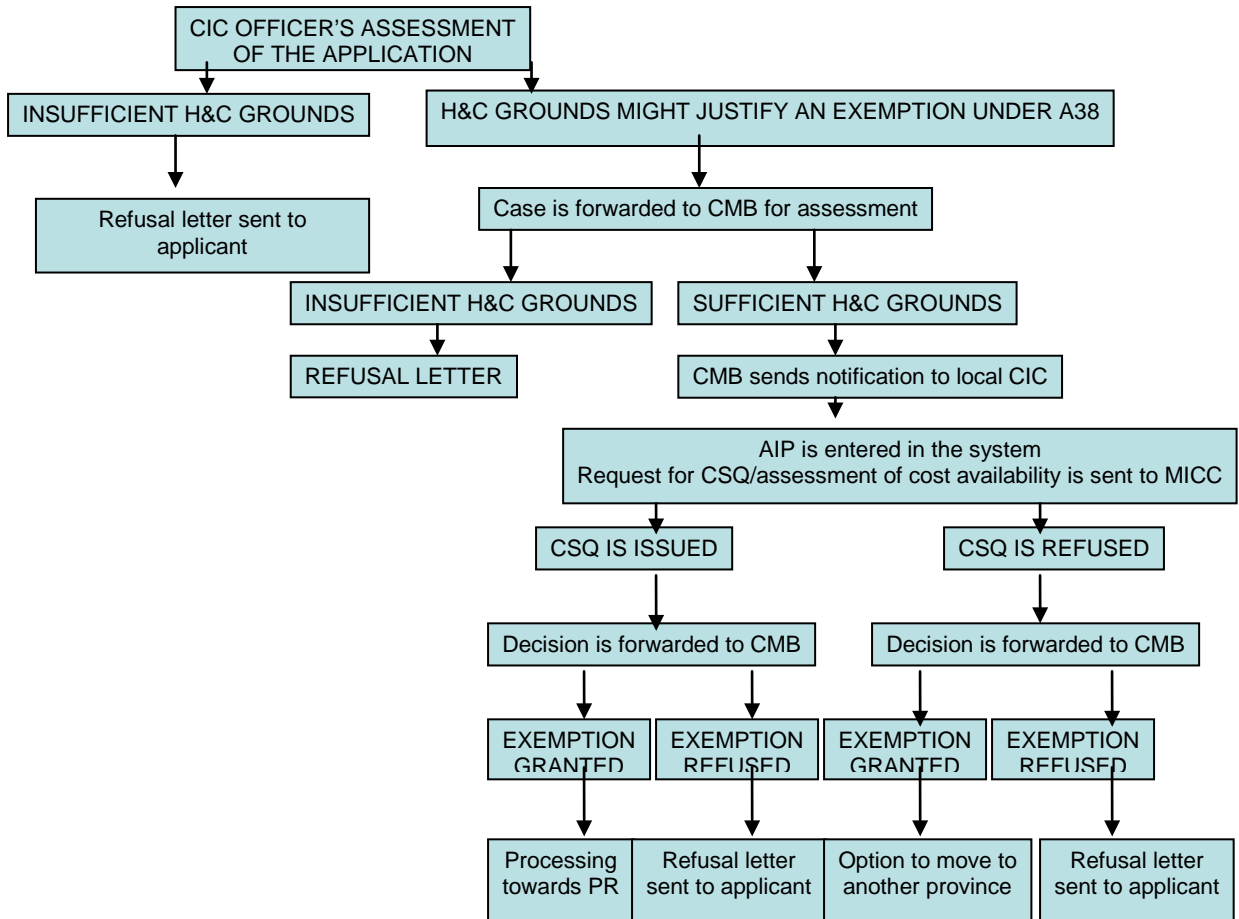 CIC OFFICER'S ASSESSMENT
OF THE APPLICATION
INSUFFICIENT H&C GROUNDS
H&C GROUNDS MIGHT JUSTIFY AN EXEMPTION UNDER A38
Refusal letter sent to
applicant
Case is forwarded to CMB for assessment
INSUFFICIENT H&C GROUNDS
SUFFICIENT H&C GROUNDS
REFUSAL LETTER
CMB sends notification to local CIC
AIP is entered in the system
Request for CSQ/assessment of cost availability is sent to MICC
CSQ IS ISSUED
CSQ IS REFUSED
Decision is forwarded to CMB
Decision is forwarded to CMB
EXEMPTION
GRANTED
EXEMPTION
REFUSED
EXEMPTION
GRANTED
EXEMPTION
REFUSED
Processing
towards PR
Refusal letter
sent to applicant
Option to move to
another province
Refusal letter
sent to applicant